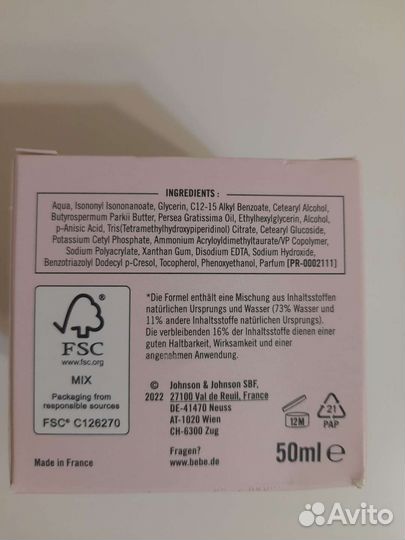 INGREDIENTS:
Aqua, Isononyl Isononanoate, Glycerin, C12-15 Alkyl Benzoate, Cetearyl Alcohol,
Butyrospermum Parkii Butter, Persea Gratissima Oil, Ethylhexylglycerin, Alcohol,
p-Anisic Acid, Tris(Tetramethylhydroxypiperidinol) Citrate, Cetearyl Glucoside,
Potassium Cetyl Phosphate, Ammonium Acryloyldimethyltaurate/VP Copolymer,
Sodium Polyacrylate, Xanthan Gum, Disodium EDTA, Sodium Hydroxide,
Benzotriazolyl Dodecyl p-Cresol, Tocopherol, Phenoxyethanol, Parfum [PR-0002111]
FSC
www.fsc.org
MIX
Packaging from
responsible sources
FSC® C126270
*Die Formel enthält eine Mischung aus Inhaltsstoffen
natürlichen Ursprungs und Wasser (73% Wasser und
11% andere Inhaltsstoffe natürlichen Ursprungs).
Die verbleibenden 16% der Inhaltsstoffe dienen einer
guten Haltbarkeit, Wirksamkeit und einer
angenehmen Anwendung.
© Johnson & Johnson SBF,
2022 27100 Val de Reuil, France
DE-41470 Neuss
AT-1020 Wien
CH-6300 Zug
12M
21
PAP
Fragen?
www.bebe.de
50ml e
Made in France
Avito